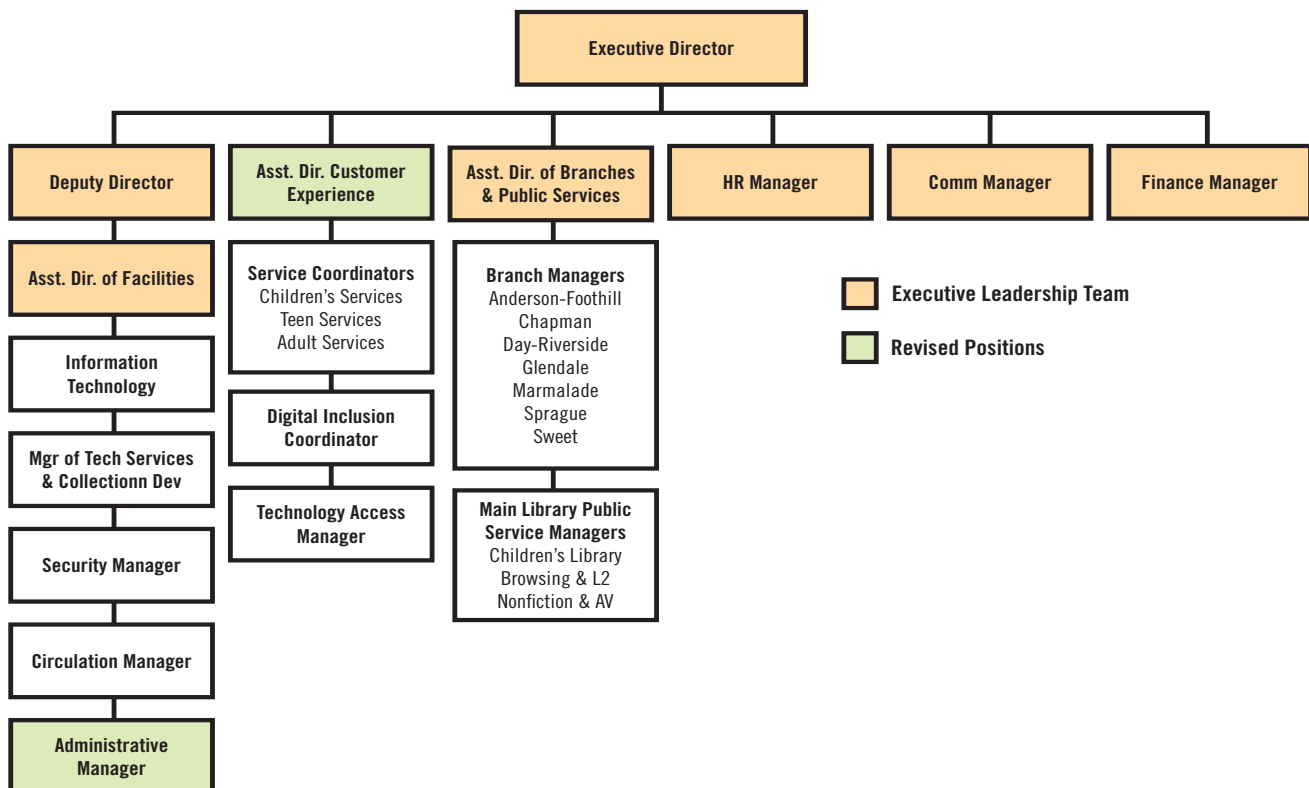 Executive Director
Deputy Director
Asst. Dir. Customer
Experience
Asst. Dir. of Branches
& Public Services
HR Manager
Comm Manager
Finance Manager
Asst. Dir. of Facilities
Information
Technology
Mgr of Tech Services
& Collectionn Dev
Security Manager
Circulation Manager
Administrative
Manager
Service Coordinators
Children's Services
Teen Services
Adult Services
Digital Inclusion
Coordinator
Technology Access
Manager
Branch Managers
Anderson-Foothill
Chapman
Day-Riverside
Glendale
Marmalade
Sprague
Sweet
Main Library Public
Service Managers
Children's Library
Browsing & L2
Nonfiction & AV
Executive Leadership Team
Revised Positions